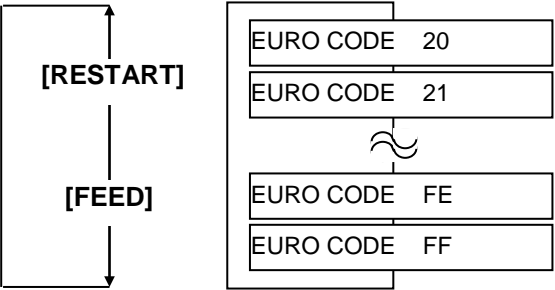 EURO CODE 20
[RESTART]
EURO CODE 21
[FEED]
EURO CODE FE
EURO CODE FF